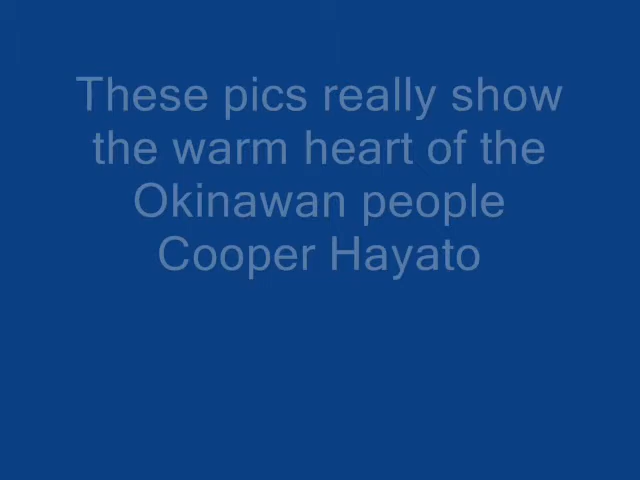 These pics really show
the warm heart of the
Okinawan people
Cooper Hayato